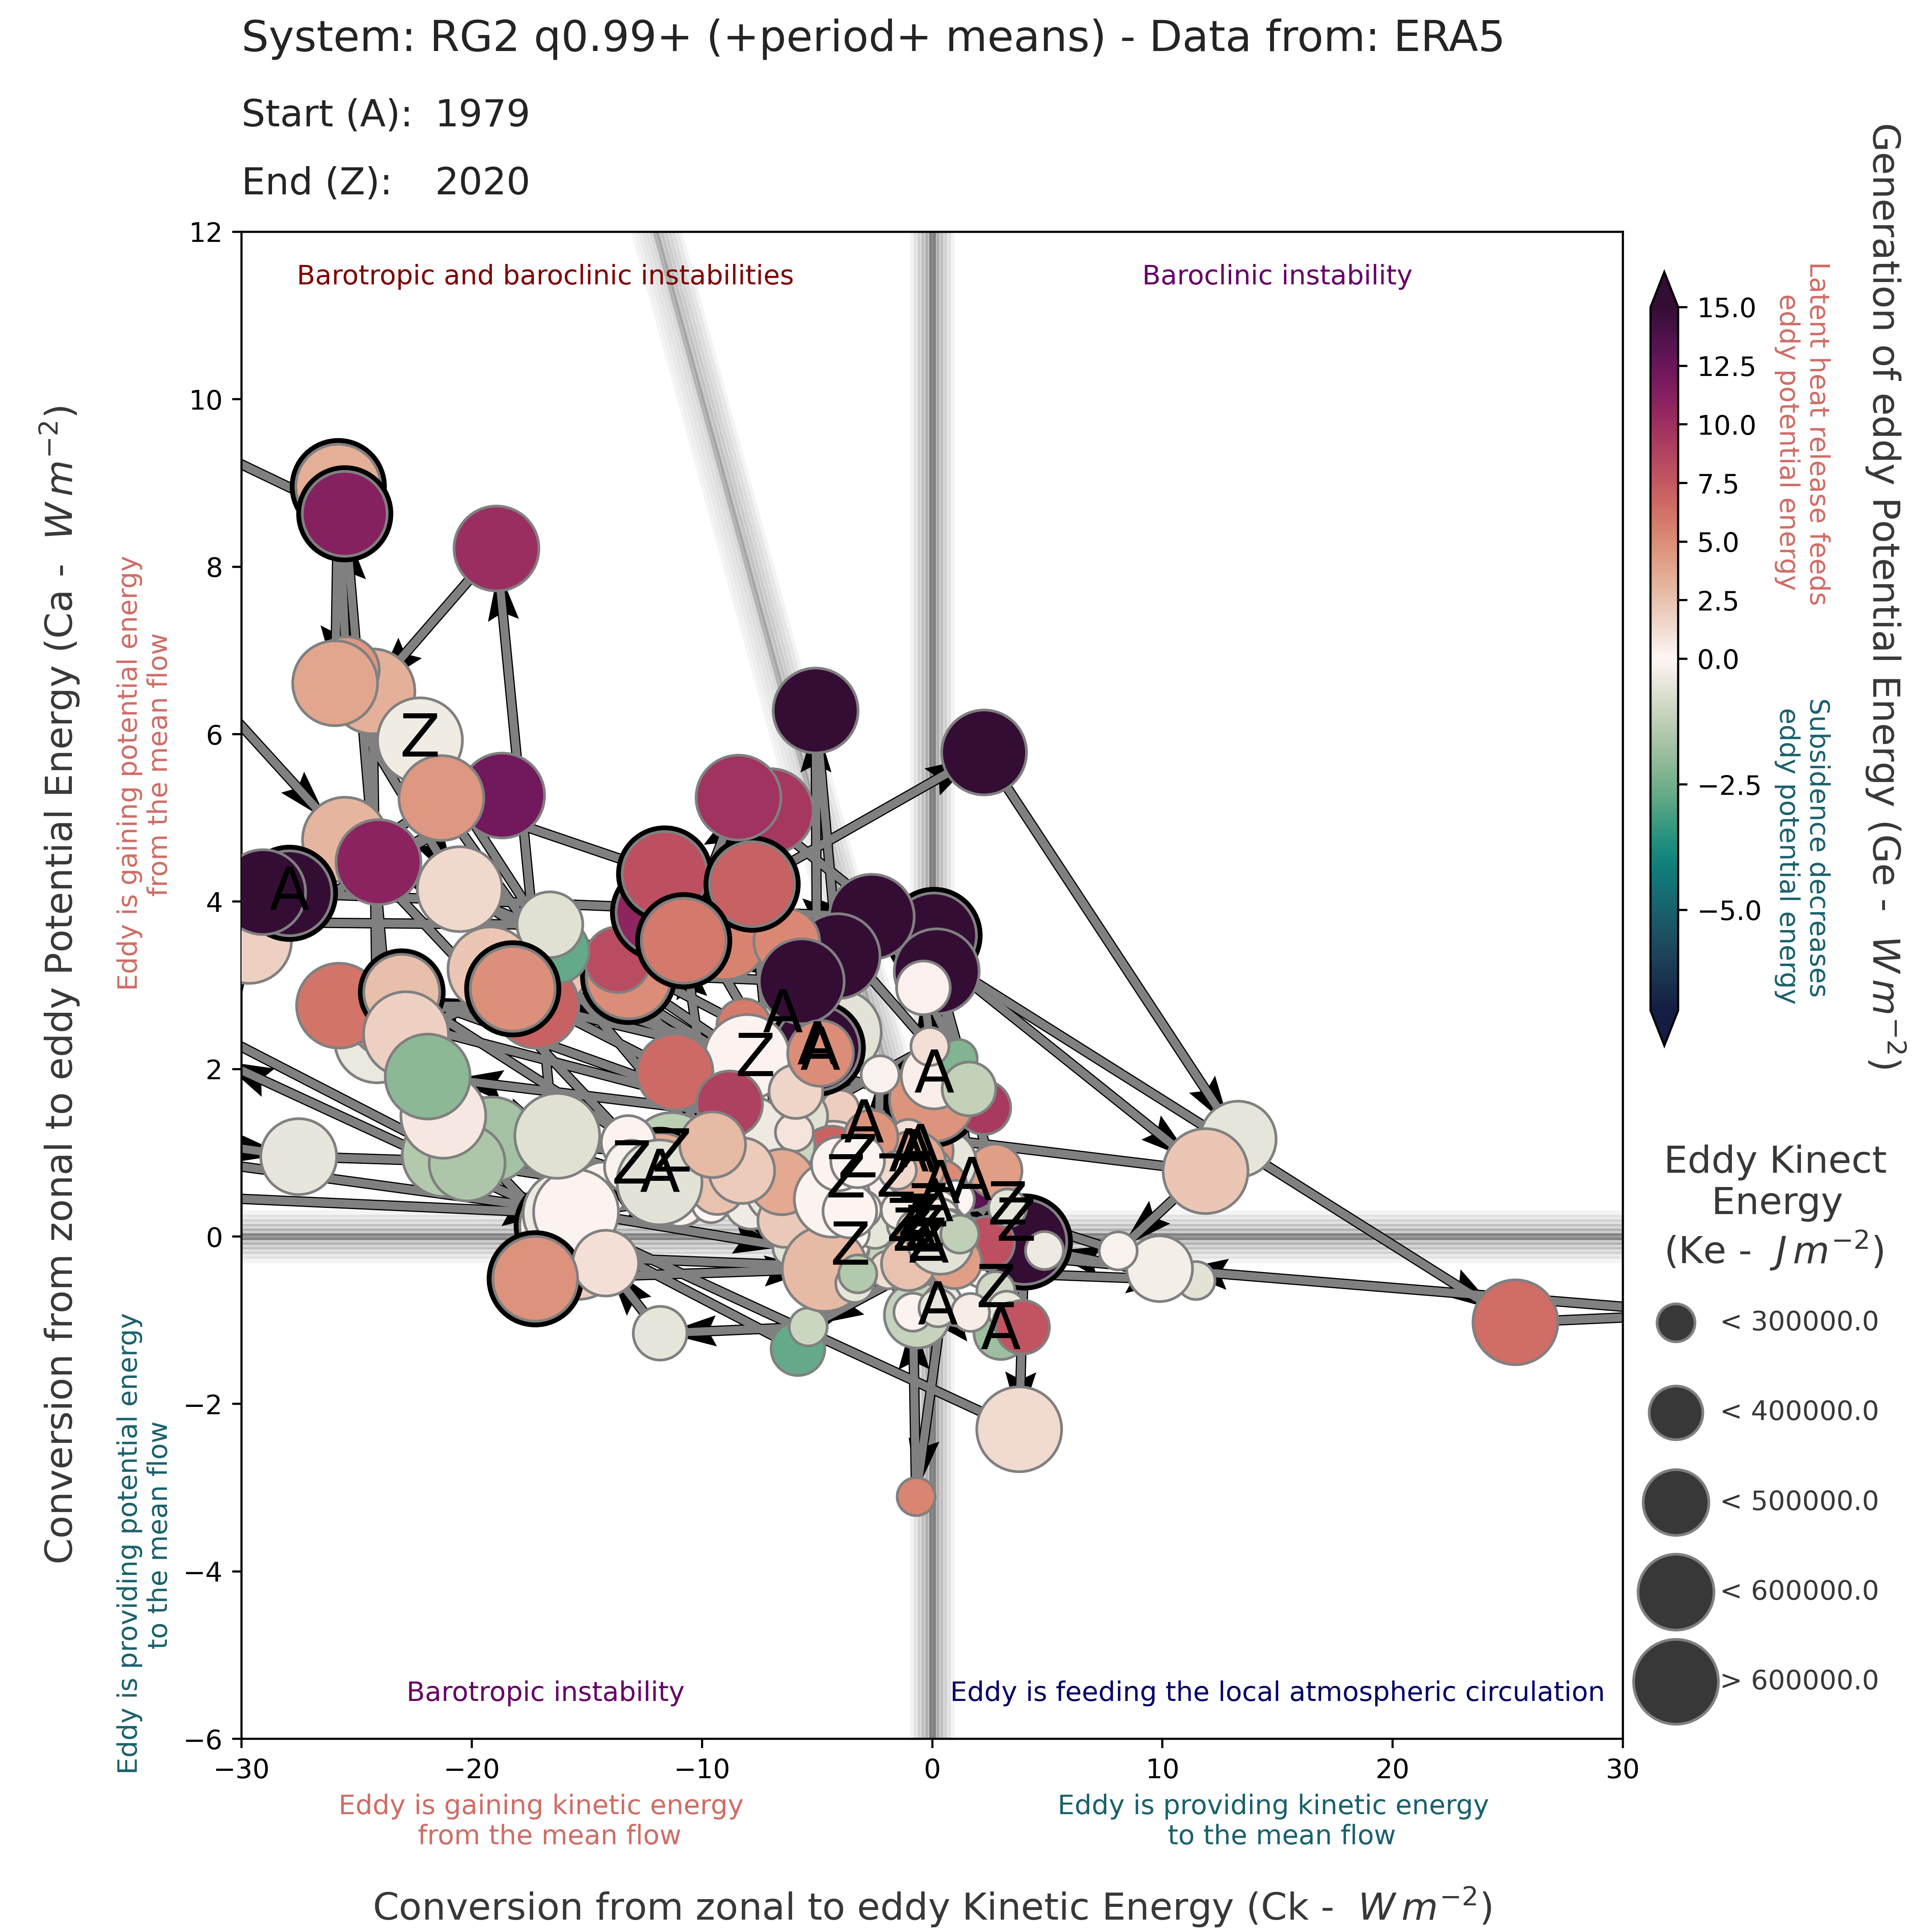 System: RG2 q0.99+ (+period+ means) - Data from: ERA5
Start (A): 1979
End (Z): 2020
Conversion from zonal to eddy Potential Energy (Ca - W m⁻²)
Eddy is gaining potential energy
from the mean flow
Eddy is providing potential energy
to the mean flow
12
10
8
6
4
2
0
−2
−4
−6
Barotropic and baroclinic instabilities
Baroclinic instability
Z
A
A
A
A
Z
A
A
Z
Z
A
Z
Z
A
A
Z
Z
Z
A
Z
A
Barotropic instability
Eddy is feeding the local atmospheric circulation
−30
−20
−10
0
10
20
30
Eddy is gaining kinetic energy
from the mean flow
Eddy is providing kinetic energy
to the mean flow
Conversion from zonal to eddy Kinetic Energy (Ck - W m⁻²)
15.0
12.5
10.0
7.5
5.0
2.5
0.0
−2.5
−5.0
Latent heat release feeds
eddy potential energy
Subsidence decreases
eddy potential energy
Generation of eddy Potential Energy (Ge - W m⁻²)
Eddy Kinect
Energy
(Ke - J m⁻²)
< 300000.0
< 400000.0
< 500000.0
< 600000.0
> 600000.0